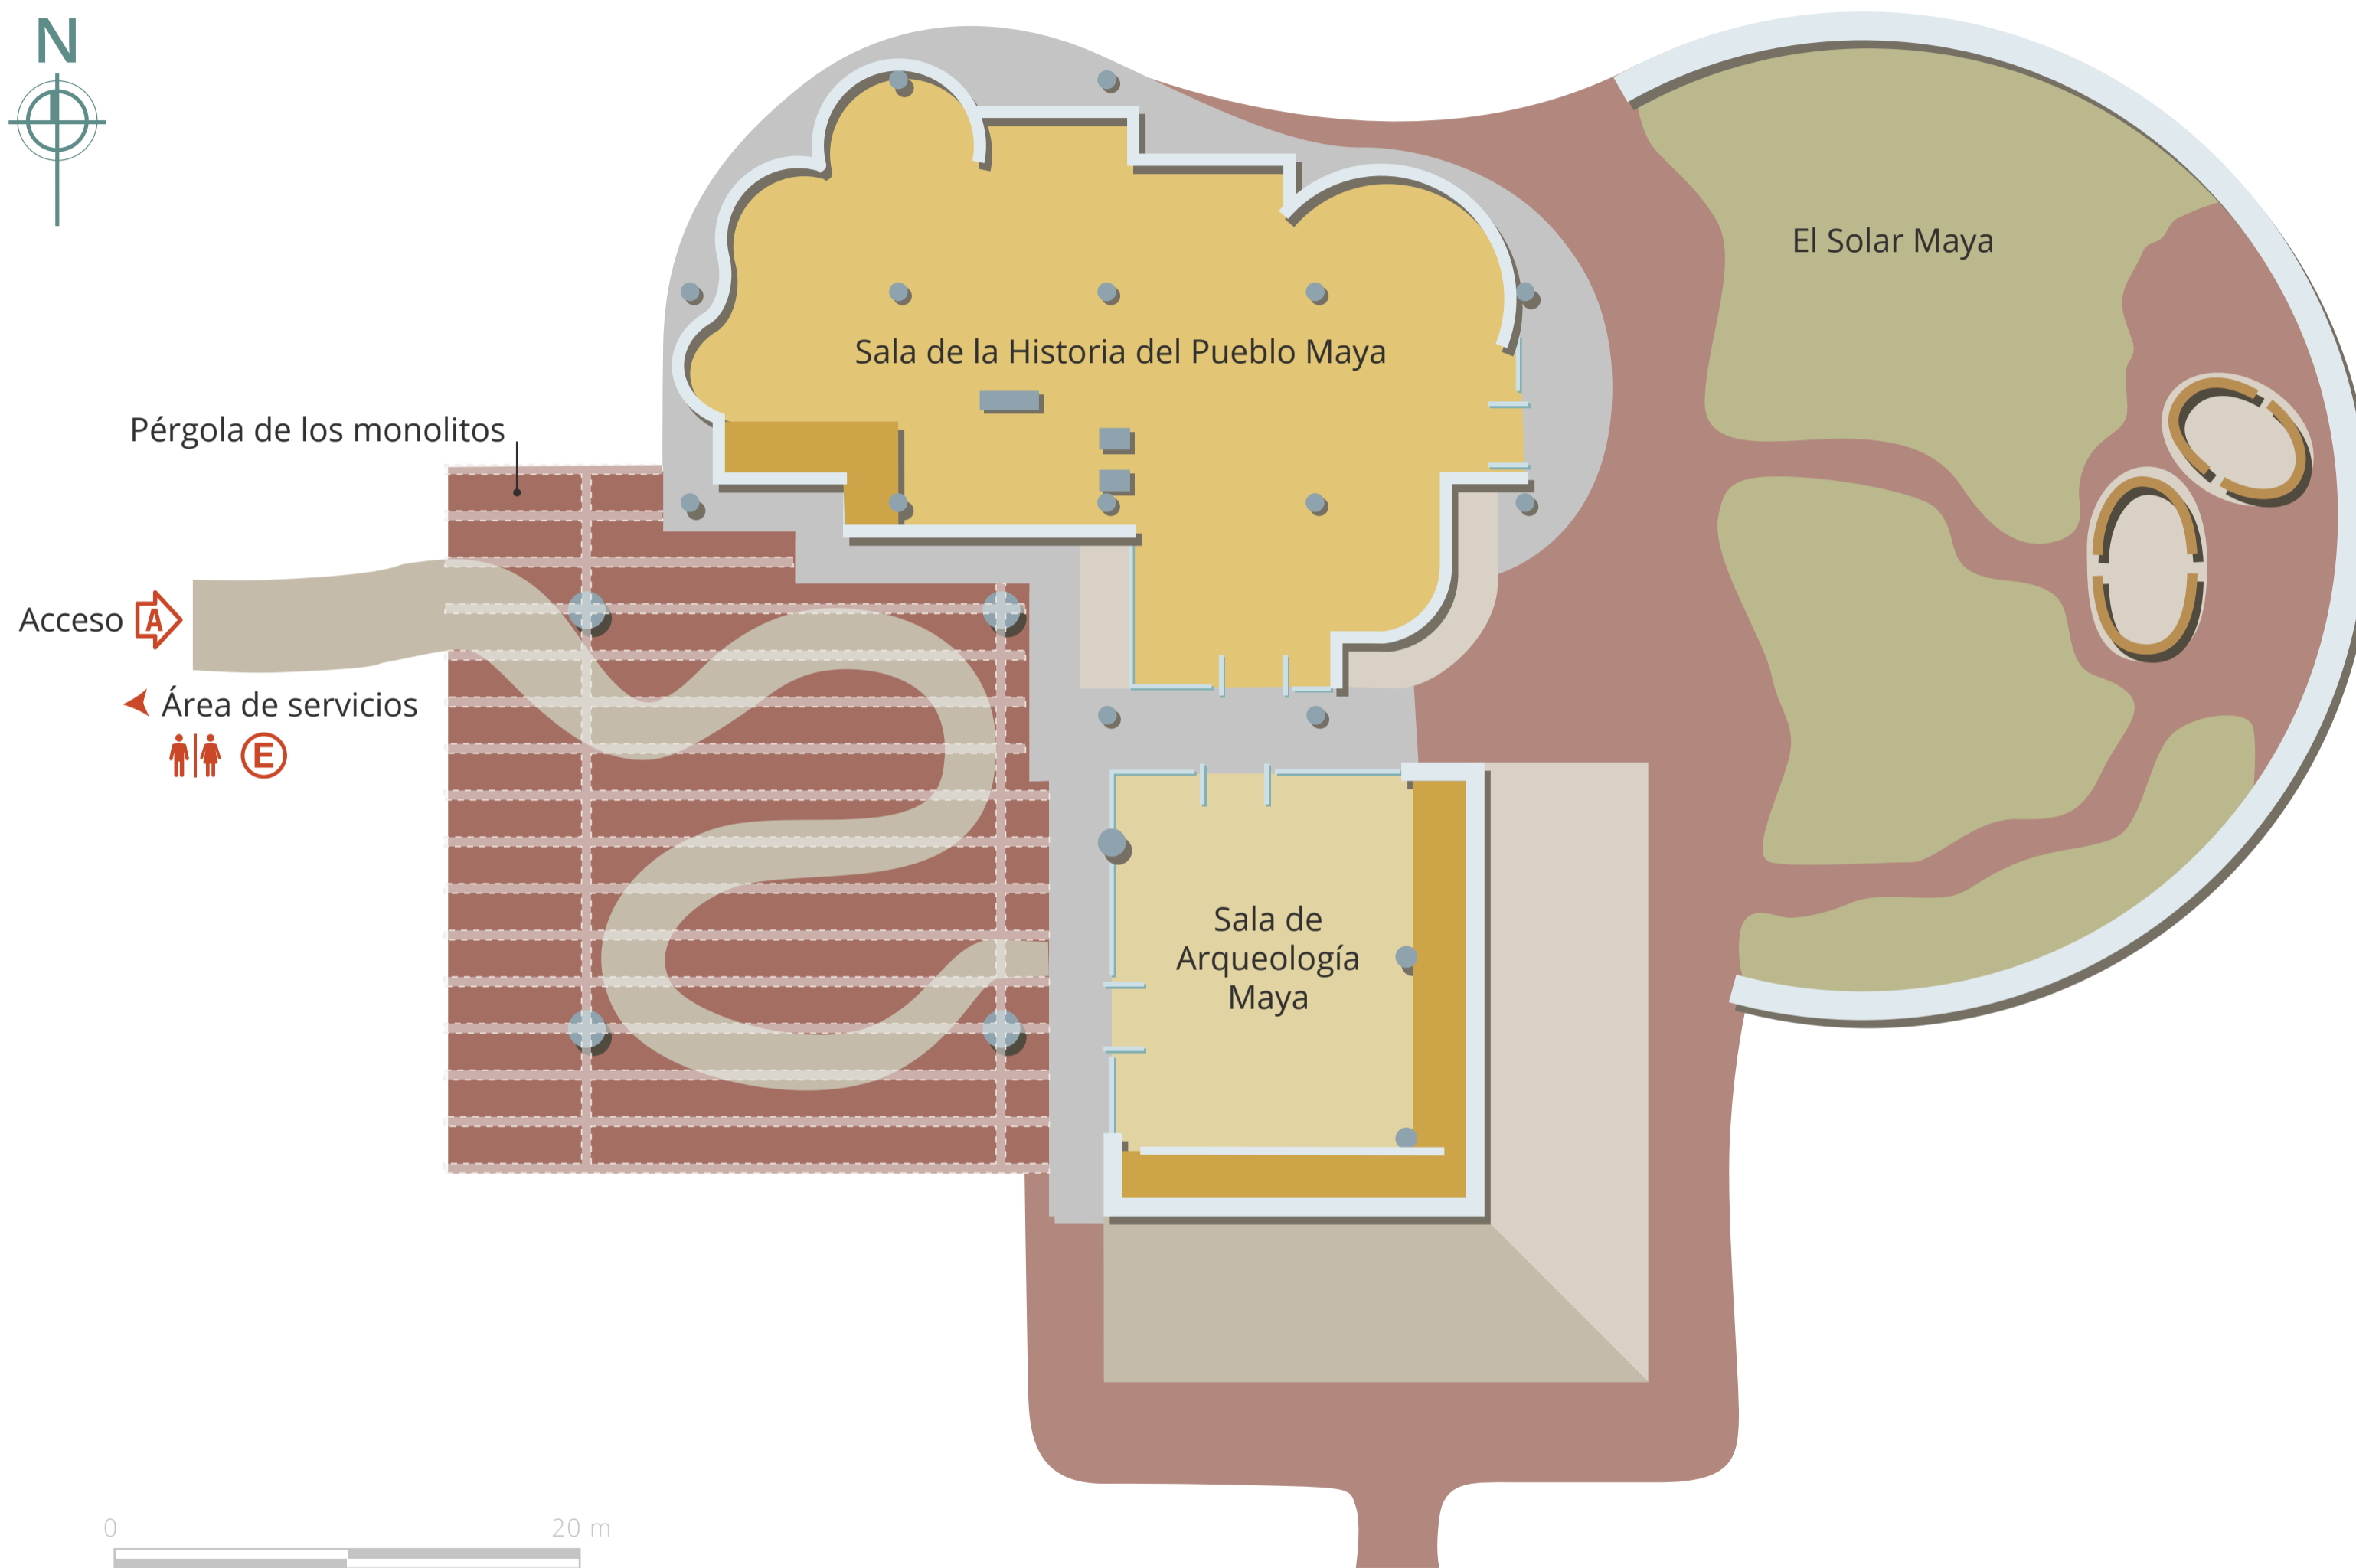 N
El Solar Maya
Sala de la Historia del Pueblo Maya
Pérgola de los monolitos
Acceso A
Área de servicios
E
Sala de
Arqueología
Maya
0 20 m